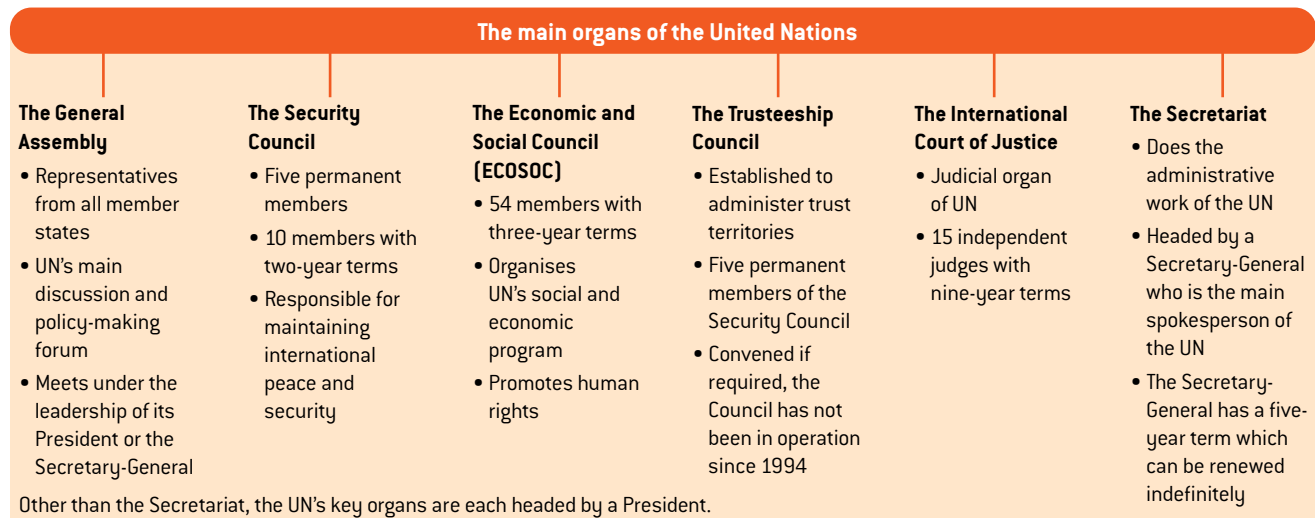 The main organs of the United Nations
The General
Assembly
• Representatives
from all member
states
• UN's main
discussion and
policy-making
forum
• Meets under the
leadership of its
President or the
Secretary-General
The Security
Council
• Five permanent
members
• 10 members with
two-year terms
• Responsible for
maintaining
international
peace and
security
The Economic and
Social Council
(ECOSOC)
• 54 members with
three-year terms
• Organises
UN's social and
economic
program
• Promotes human
rights
The Trusteeship
Council
• Established to
administer trust
territories
• Five permanent
members of the
Security Council
• Convened if
required, the
Council has not
been in operation
since 1994
The International
Court of Justice
• Judicial organ
of UN
• 15 independent
judges with
nine-year terms
The Secretariat
• Does the
administrative
work of the UN
• Headed by a
Secretary-General
who is the main
spokesperson of
the UN
• The Secretary-
General has a five-
year term which
can be renewed
indefinitely
Other than the Secretariat, the UN's key organs are each headed by a President.